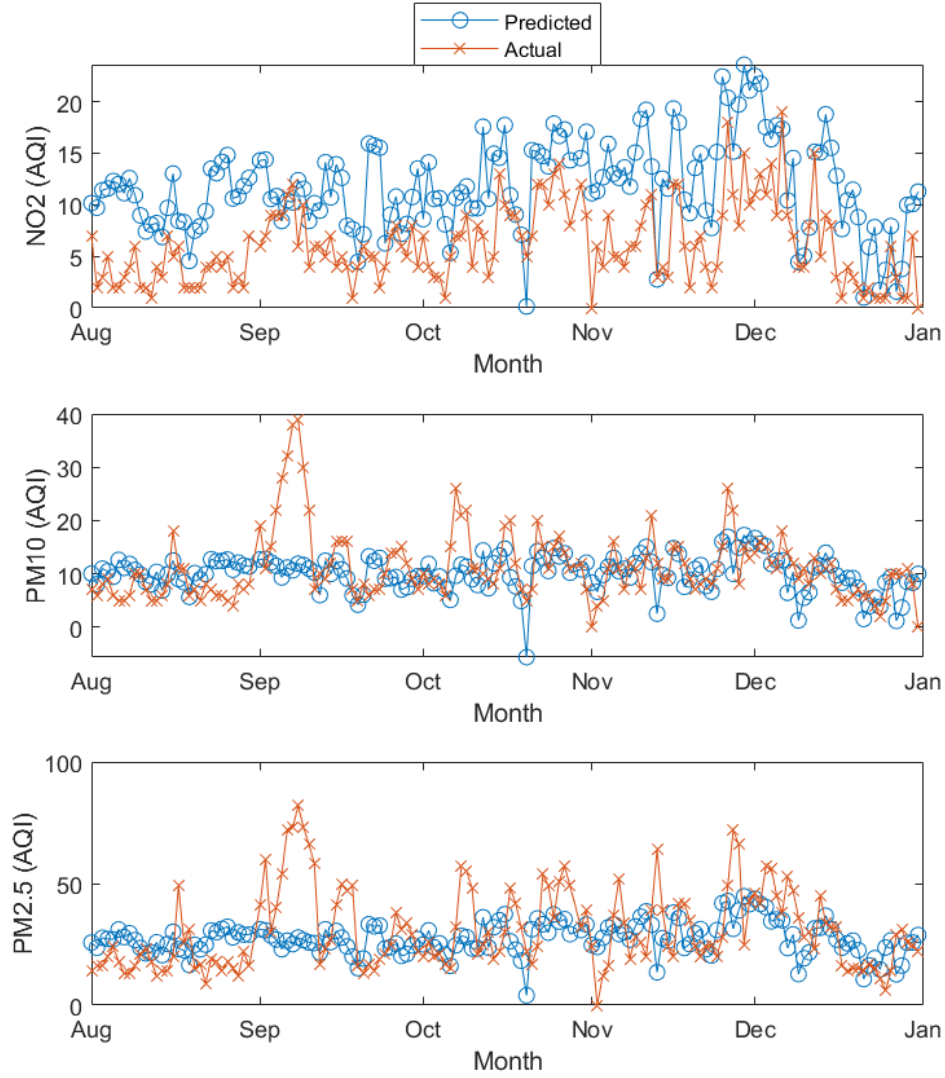 Predicted
Actual
NO2 (AQI)
20
15
10
5
0
Aug Sep Oct Nov Dec Jan
Month
PM10 (AQI)
40
30
20
10
0
Aug Sep Oct Nov Dec Jan
Month
PM2.5 (AQI)
100
50
0
Aug Sep Oct Nov Dec Jan
Month